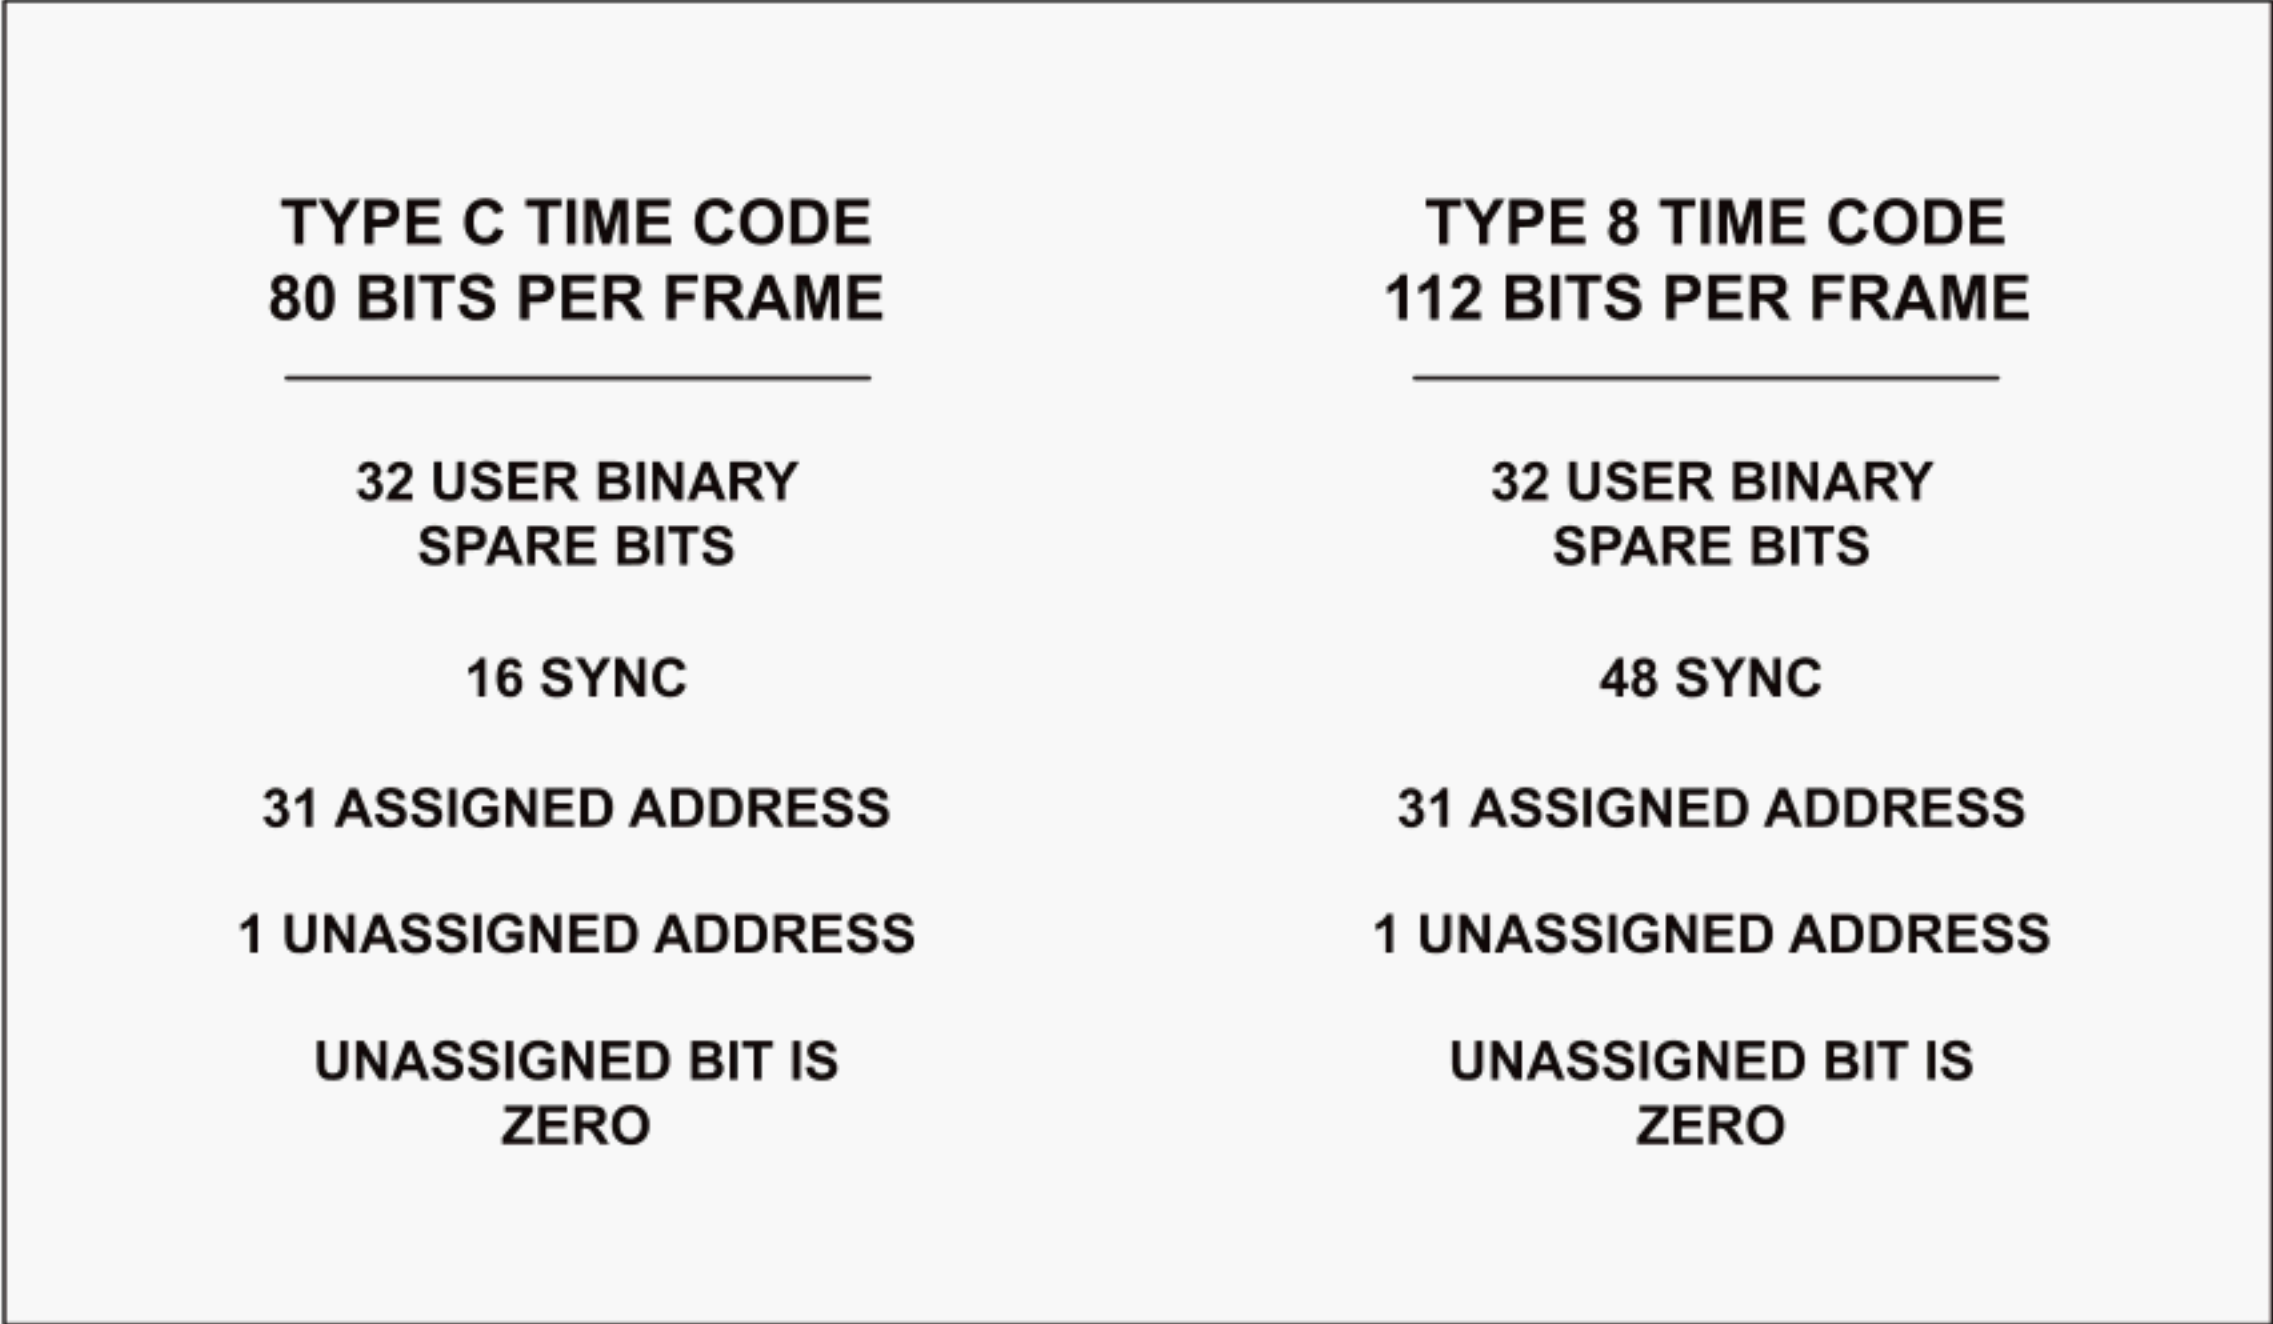 TYPE C TIME CODE
80 BITS PER FRAME
32 USER BINARY
SPARE BITS
16 SYNC
31 ASSIGNED ADDRESS
1 UNASSIGNED ADDRESS
UNASSIGNED BIT IS
ZERO
TYPE 8 TIME CODE
112 BITS PER FRAME
32 USER BINARY
SPARE BITS
48 SYNC
31 ASSIGNED ADDRESS
1 UNASSIGNED ADDRESS
UNASSIGNED BIT IS
ZERO